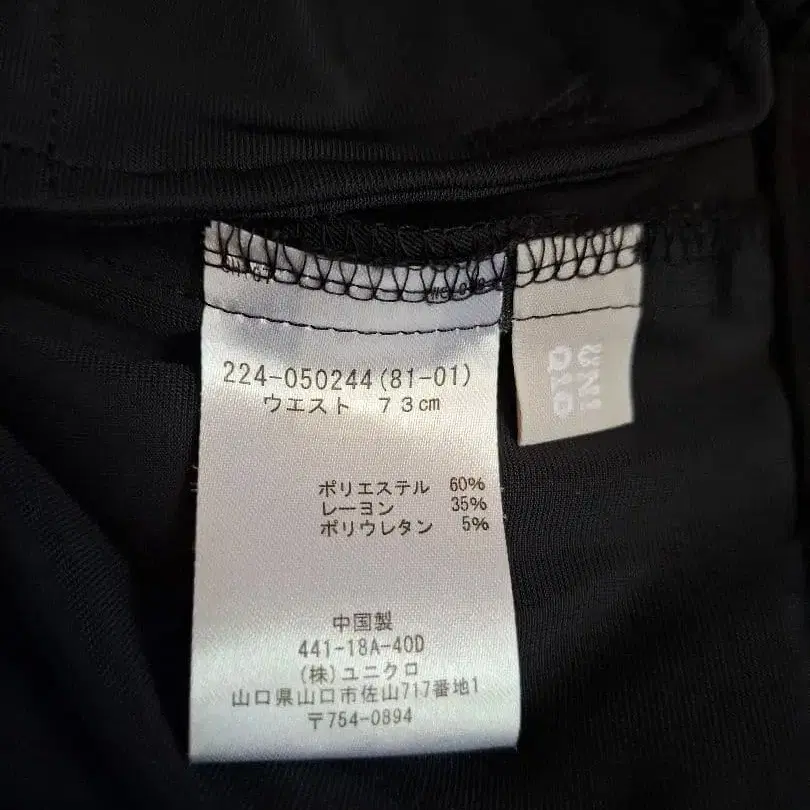 224-050244(81-01)
ウエスト 73cm
ポリエステル 60%
レーヨン 35%
ポリウレタン 5%
中国製
441-18A-40D
(株)ユニクロ
山口県山口市佐山717番地1
〒754-0894
UNI
QLO